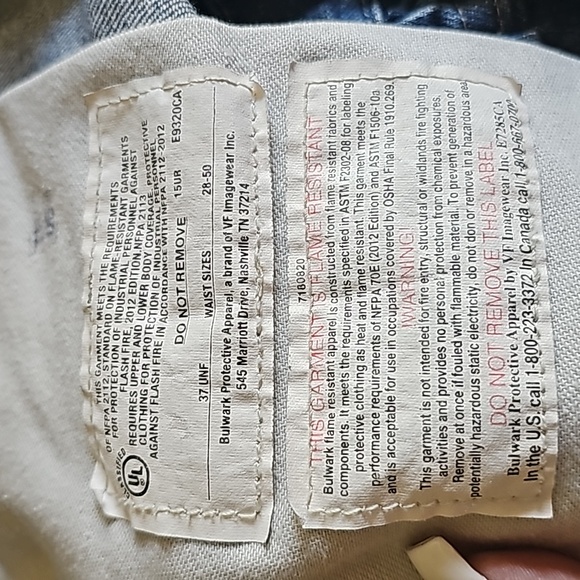 THIS GARMENT MEETS THE REQUIREMENTS
OF NFPA 2112, STANDARD ON FLAME-RESISTANT GARMENTS
FOR PROTECTION OF INDUSTRIAL PERSONNEL AGAINST
FLASH FIRE, 2012 EDITION. NFPA 2113
REQUIRES UPPER AND LOWER BODY COVERAGE. PROTECTIVE
CLOTHING FOR PROTECTION OF INDUSTRIAL PERSONNEL
AGAINST FLASH FIRE IN ACCORDANCE WITH NFPA 2112-2012
UL
DO NOT REMOVE 15UR E9320CA
37 UNF WAIST SIZES 28-50
Bulwark Protective Apparel, a brand of VF Imagewear Inc.
545 Marriott Drive, Nashville TN 37214
7180820
THIS GARMENT IS FLAME RESISTANT
Bulwark flame resistant apparel is constructed from flame resistant fabrics and
components. It meets the requirements specified in ASTM F2302-08 for labeling
protective clothing as heat and flame resistant. This garment meets the
performance requirements of NFPA 70E (2012 Edition) and ASTM F1506-10a
and is acceptable for use in occupations covered by OSHA Final Rule 1910.269.
!WARNING
This garment is not intended for fire entry, structural or wildlands fire fighting
activities and provides no personal protection from chemical exposures.
Remove at once if fouled with flammable material. To prevent generation of
potentially hazardous static electricity, do not don or remove in a hazardous area
DO NOT REMOVE THIS LABEL
Bulwark Protective Apparel by VF Imagewear Inc. E7285CA
In the U.S. call 1-800-223-3372 In Canada call 1-800-567-070